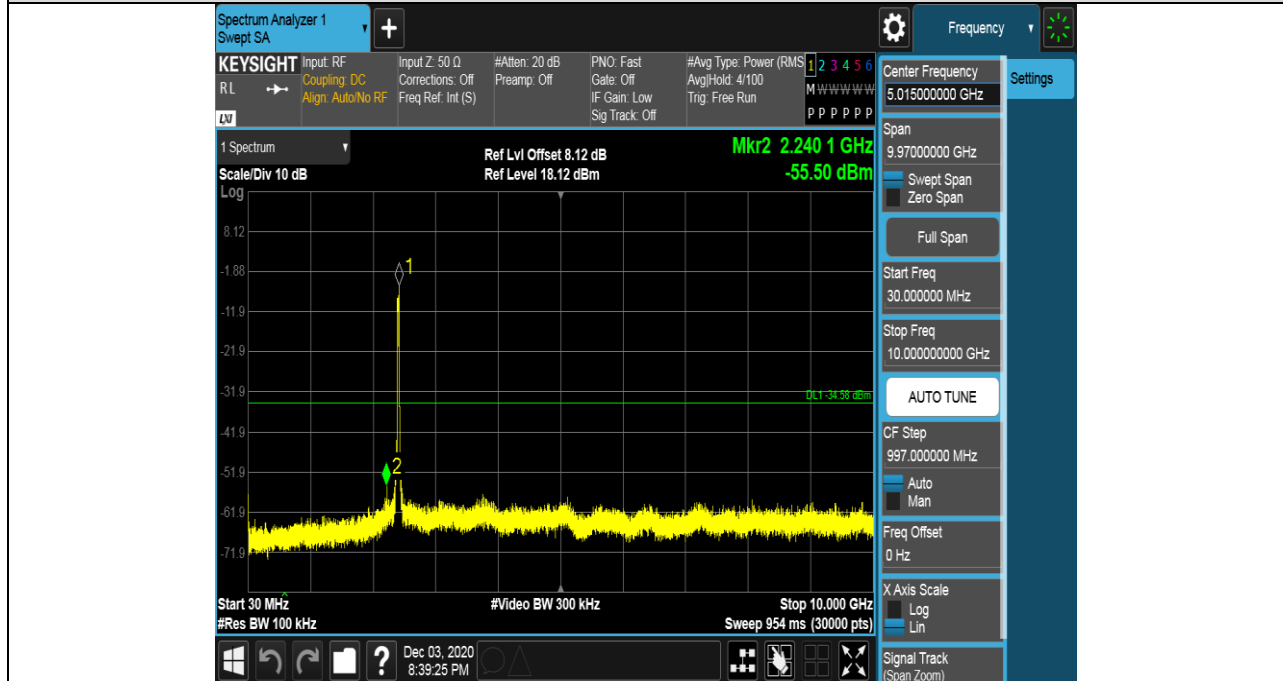 Spectrum Analyzer 1
Swept SA
+
Frequency
KEYSIGHT
RL
LXI
Input: RF
Coupling: DC
Align: Auto/No RF
Input Z: 50 Ω
Corrections: Off
Freq Ref: Int (S)
#Atten: 20 dB
Preamp: Off
PNO: Fast
Gate: Off
IF Gain: Low
Sig Track: Off
#Avg Type: Power (RMS
Avg|Hold: 4/100
Trig: Free Run
1 2 3 4 5 6
M W W W W W
P P P P P P
1 Spectrum
Scale/Div 10 dB
Log
Ref Lvl Offset 8.12 dB
Ref Level 18.12 dBm
Mkr2 2.240 1 GHz
-55.50 dBm
8.12
-1.88
-11.9
-21.9
-31.9
-41.9
-51.9
-61.9
-71.9
1
2
DL1 -34.58 dBm
Start 30 MHz
#Res BW 100 kHz
#Video BW 300 kHz
Stop 10.000 GHz
Sweep 954 ms (30000 pts)
?
Dec 03, 2020
8:39:25 PM
Center Frequency
5.015000000 GHz
Span
9.97000000 GHz
Swept Span
Zero Span
Full Span
Start Freq
30.000000 MHz
Stop Freq
10.000000000 GHz
AUTO TUNE
CF Step
997.000000 MHz
Auto
Man
Freq Offset
0 Hz
X Axis Scale
Log
Lin
Signal Track
(Span Zoom)
Settings